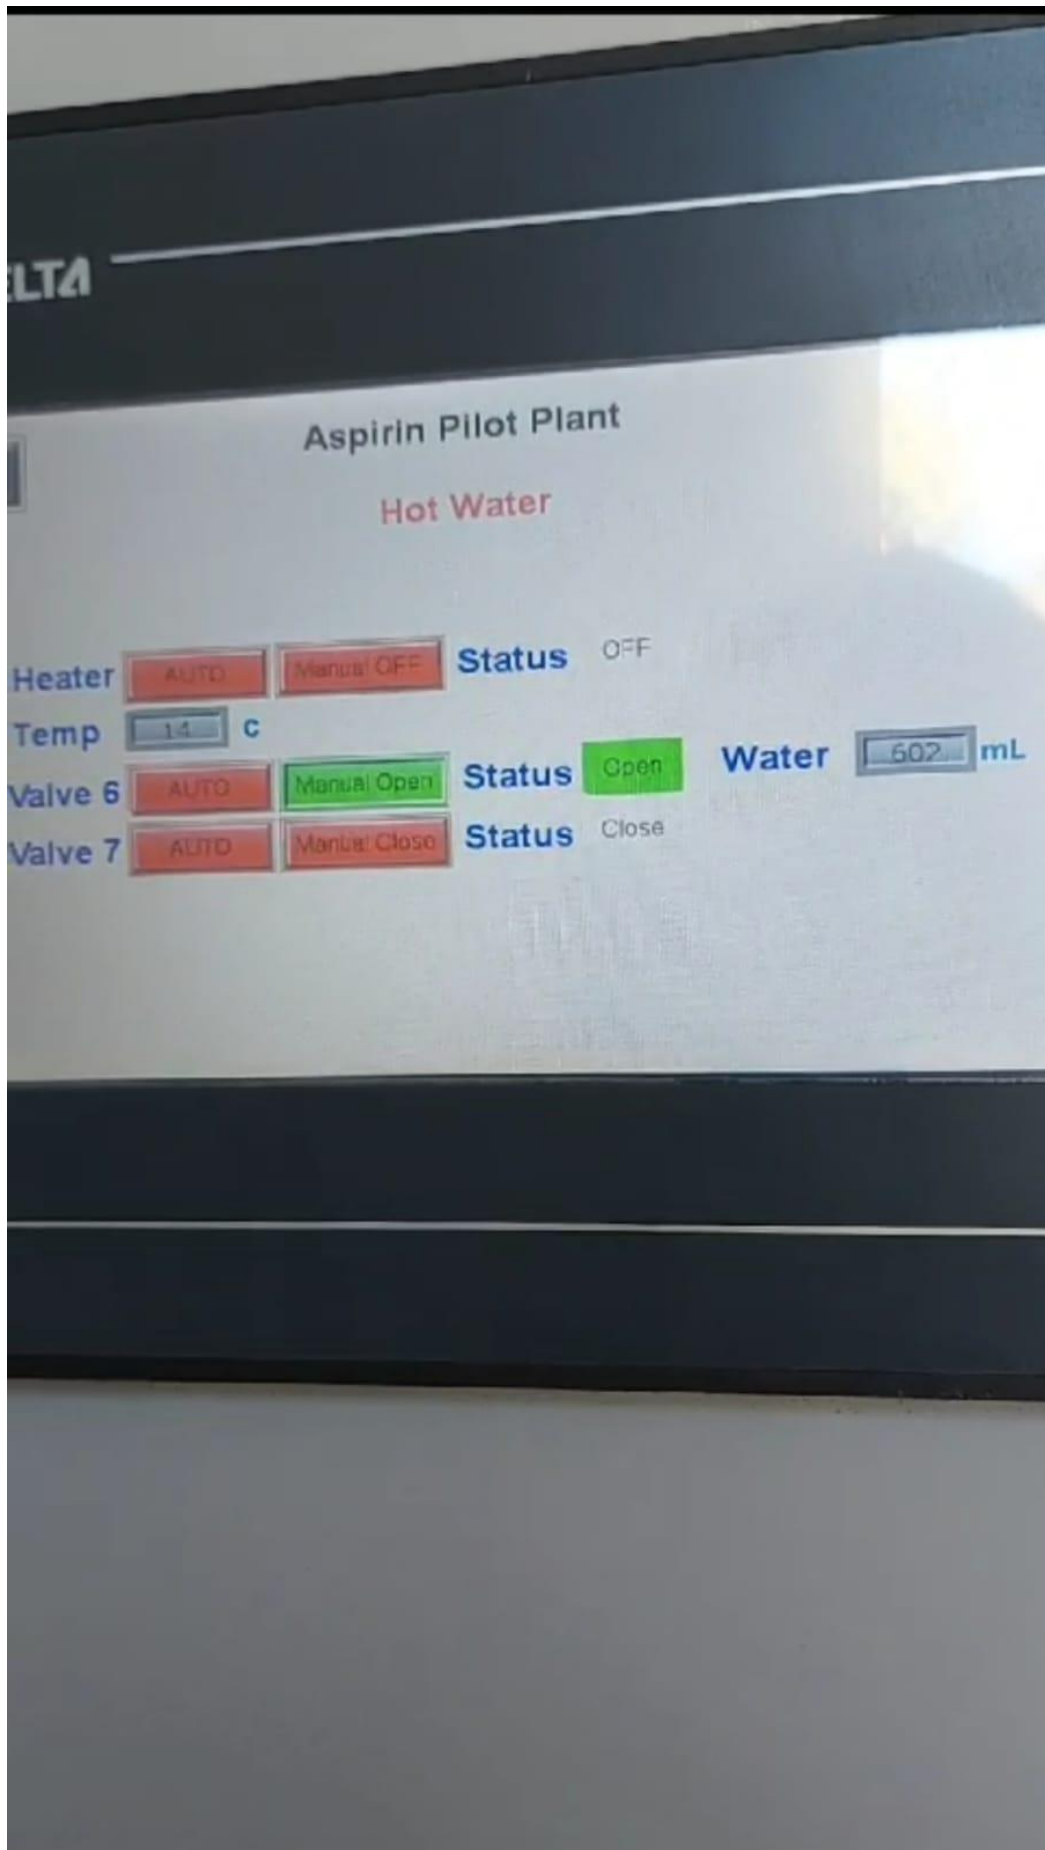 ELTA
Aspirin Pilot Plant
Hot Water
Heater AUTO Manual OFF Status OFF
Temp 14 C
Valve 6 AUTO Manual Open Status Open Water 602 mL
Valve 7 AUTO Manual Close Status Close